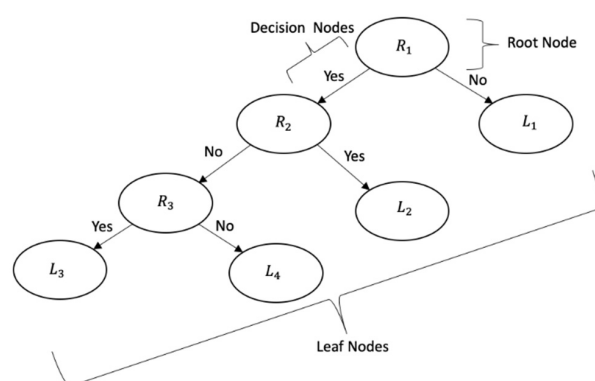 Decision Nodes
R₁
Root Node
Yes
No
R₂
L₁
No
Yes
R₃
L₂
Yes
No
L₃
L₄
Leaf Nodes